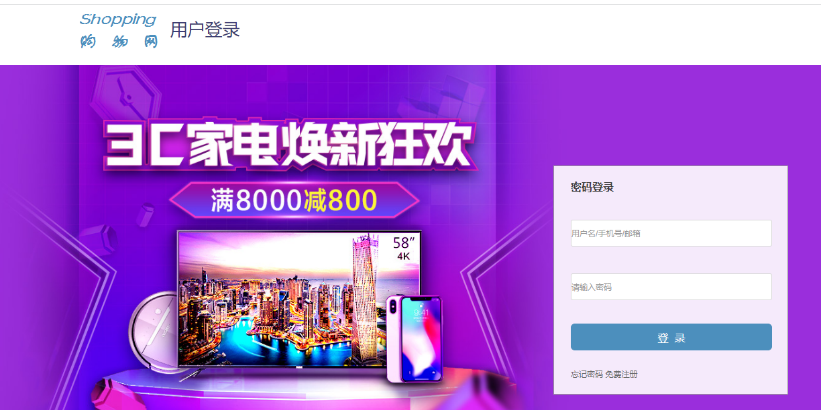 Shopping
购物网
用户登录
3C家电焕新狂欢
满8000减800
58"
4K
密码登录
用户名/手机号/邮箱
请输入密码
登 录
忘记密码 免费注册